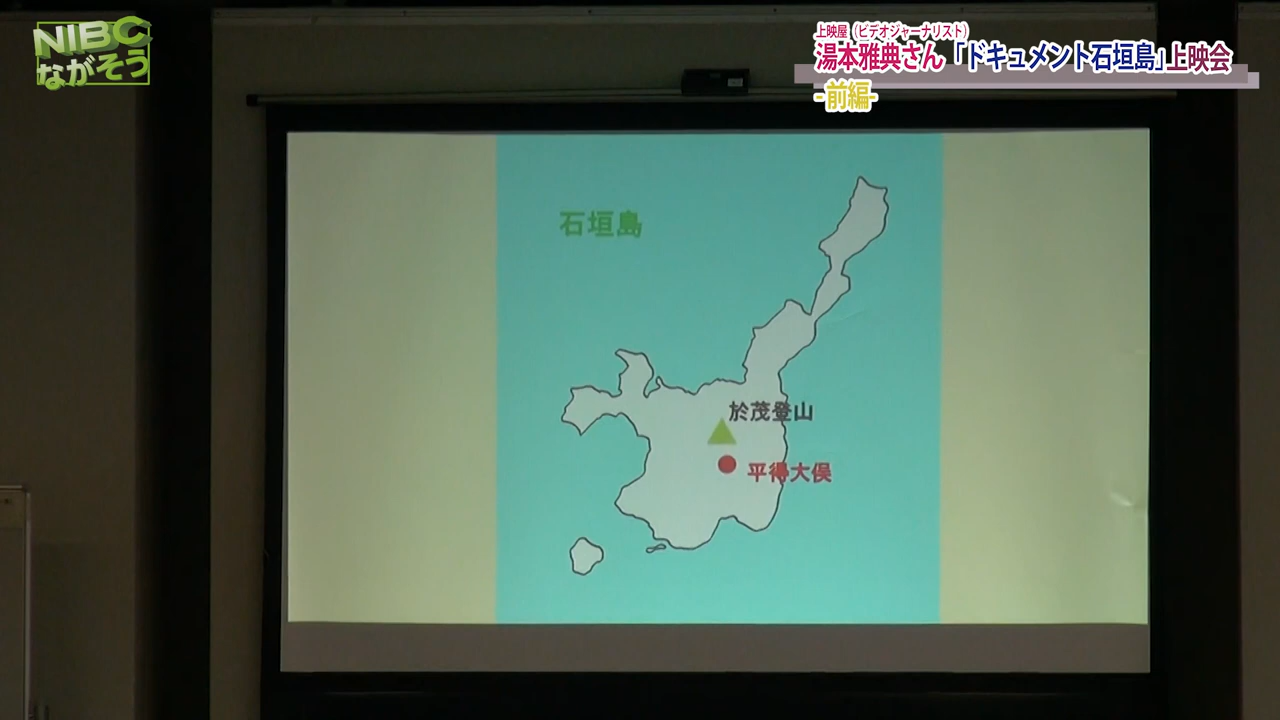 NIBC
ながそう
上映屋（ビデオジャーナリスト）
湯本雅典さん「ドキュメント石垣島」上映会
-前編-
石垣島
於茂登山
平得大俣